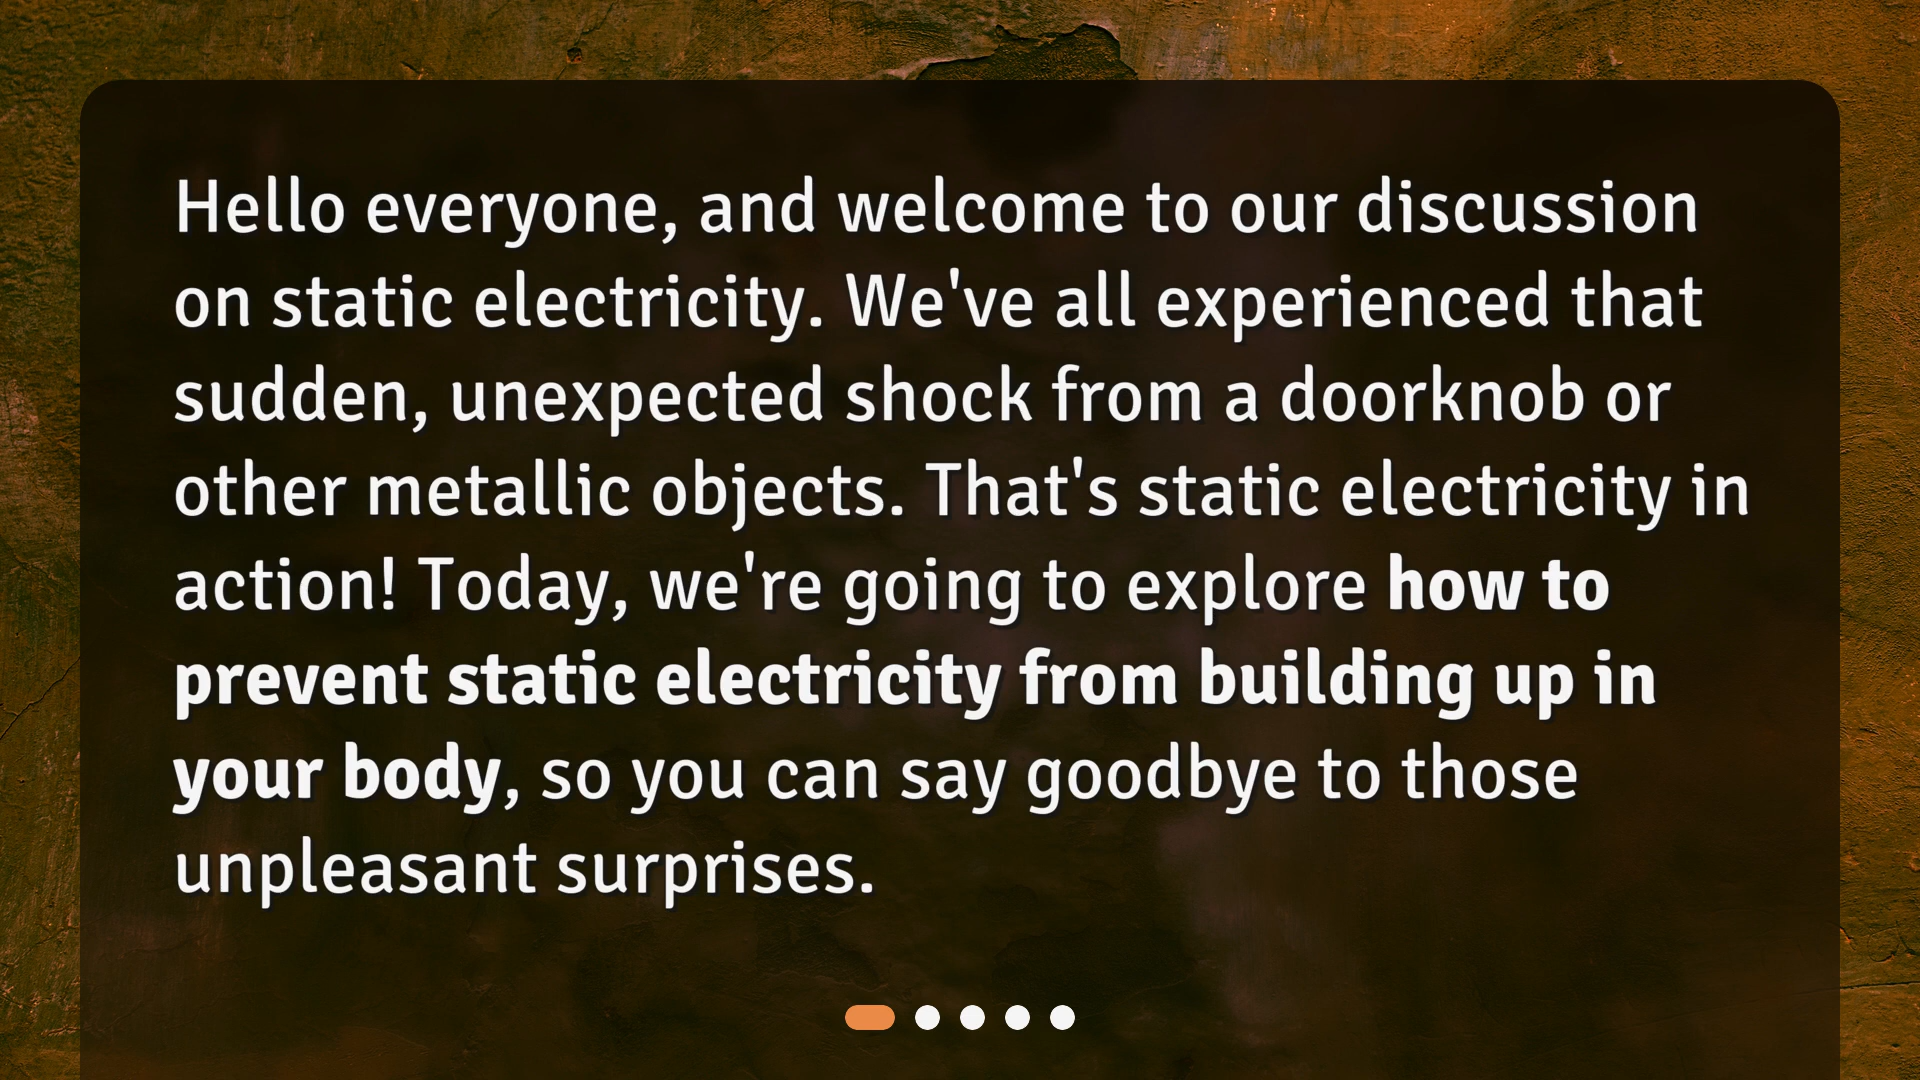 Hello everyone, and welcome to our discussion
on static electricity. We've all experienced that
sudden, unexpected shock from a doorknob or
other metallic objects. That's static electricity in
action! Today, we're going to explore how to
prevent static electricity from building up in
your body, so you can say goodbye to those
unpleasant surprises.